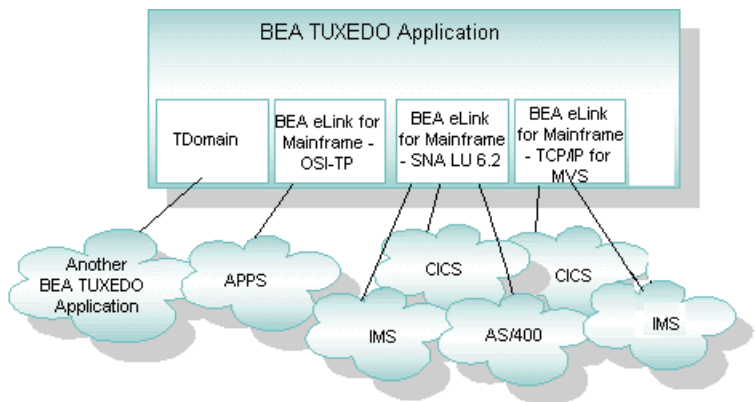 BEA TUXEDO Application
TDomain
BEA eLink for
Mainframe -
OSI-TP
BEA eLink
for Mainframe
- SNA LU 6.2
BEA eLink
for Mainframe
- TCP/IP for
MVS
Another
BEA TUXEDO
Application
APPS
CICS
CICS
IMS
AS/400
IMS